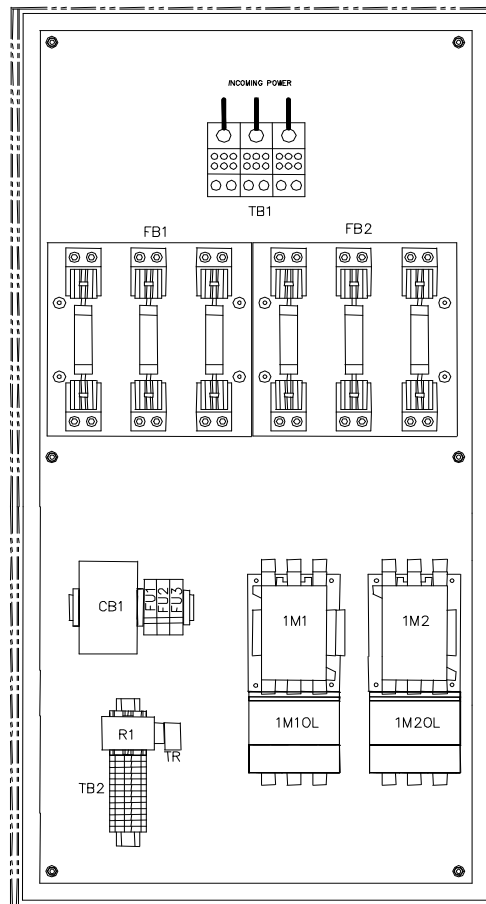 INCOMING POWER
TB1
FB1
FB2
CB1
FU1
FU2
FU3
1M1
1M2
1M1OL
1M2OL
R1
TR
TB2